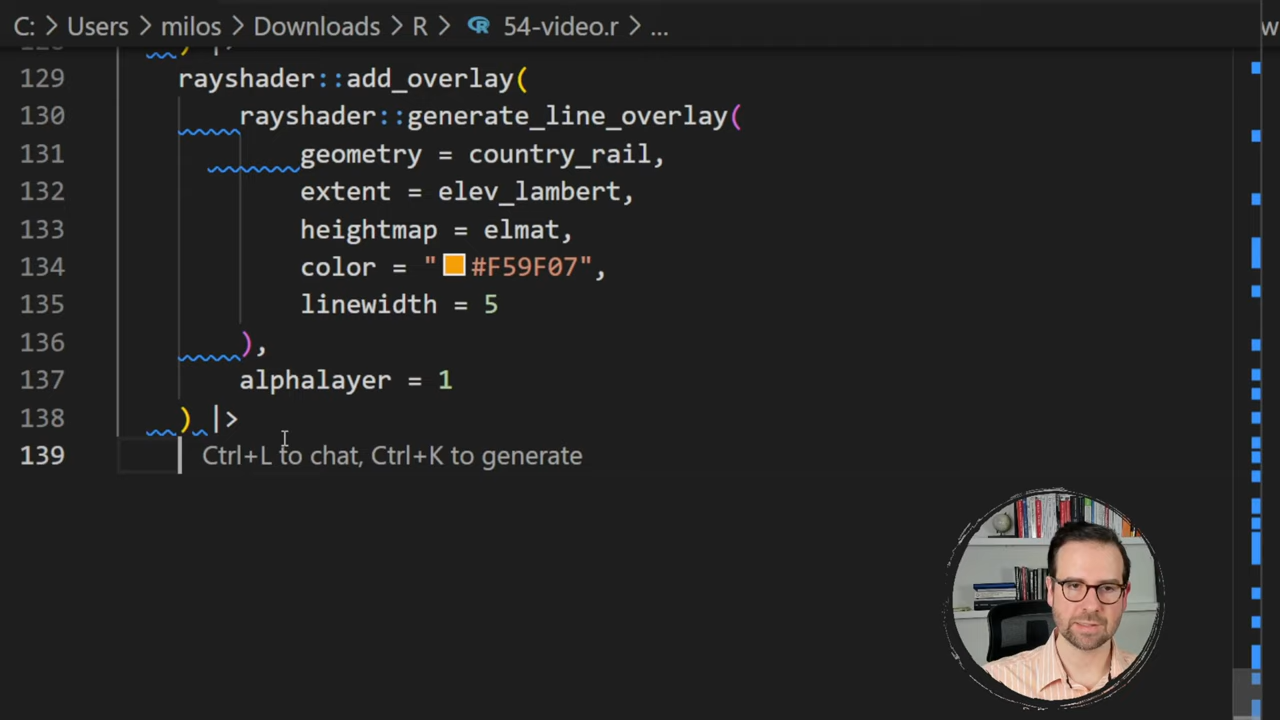 C: > Users > milos > Downloads > R > 54-video.r > ...
129 rayshader::add_overlay(
130 rayshader::generate_line_overlay(
131 geometry = country_rail,
132 extent = elev_lambert,
133 heightmap = elmat,
134 color = "#F59F07",
135 linewidth = 5
136 ),
137 alphalayer = 1
138 ) |>
139 Ctrl+L to chat, Ctrl+K to generate